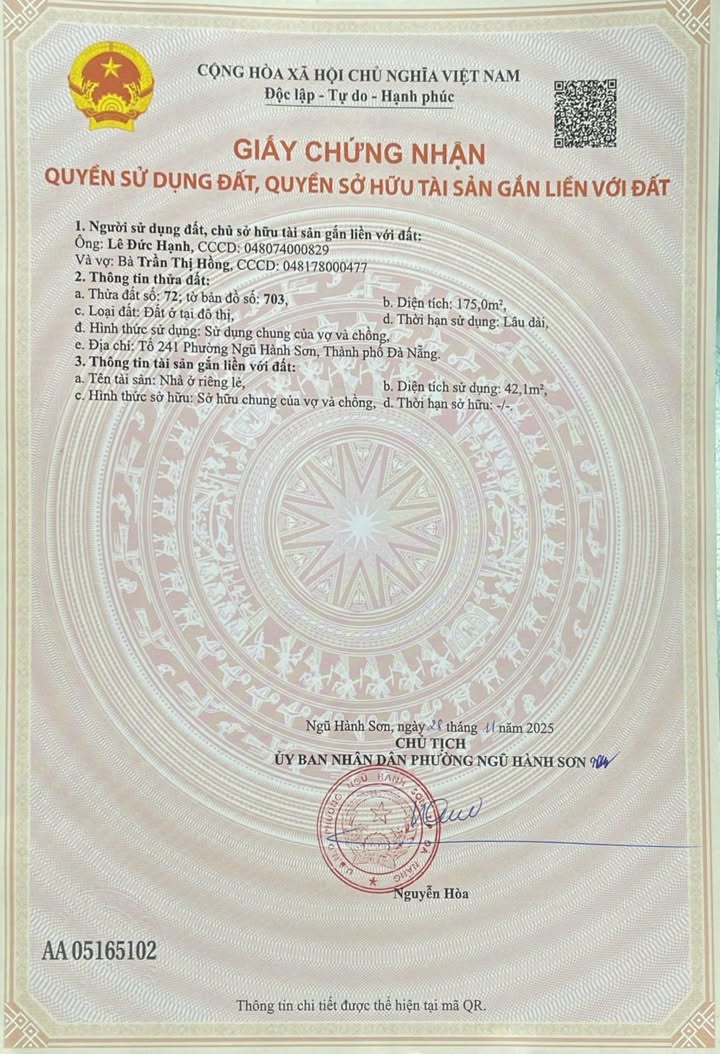 CỘNG HÒA XÃ HỘI CHỦ NGHĨA VIỆT NAM
Độc lập - Tự do - Hạnh phúc
GIẤY CHỨNG NHẬN
QUYỀN SỬ DỤNG ĐẤT, QUYỀN SỞ HỮU TÀI SẢN GẮN LIỀN VỚI ĐẤT
1. Người sử dụng đất, chủ sở hữu tài sản gắn liền với đất:
Ông: Lê Đức Hạnh, CCCD: 048074000829
Và vợ: Bà Trần Thị Hồng, CCCD: 048178000477
2. Thông tin thửa đất:
a. Thửa đất số: 72; tờ bản đồ số: 703, b. Diện tích: 175,0m²,
c. Loại đất: Đất ở tại đô thị, d. Thời hạn sử dụng: Lâu dài,
đ. Hình thức sử dụng: Sử dụng chung của vợ và chồng,
e. Địa chỉ: Tổ 241 Phường Ngũ Hành Sơn, Thành phố Đà Nẵng.
3. Thông tin tài sản gắn liền với đất:
a. Tên tài sản: Nhà ở riêng lẻ, b. Diện tích sử dụng: 42,1m²,
c. Hình thức sở hữu: Sở hữu chung của vợ và chồng, d. Thời hạn sở hữu: -/-.
Ngũ Hành Sơn, ngày 28 tháng 11 năm 2025
CHỦ TỊCH
ỦY BAN NHÂN DÂN PHƯỜNG NGŨ HÀNH SƠN
U.B.N.D PHƯỜNG NGŨ HÀNH SƠN TP ĐÀ NẴNG
Nguyễn Hòa
AA 05165102
Thông tin chi tiết được thể hiện tại mã QR.